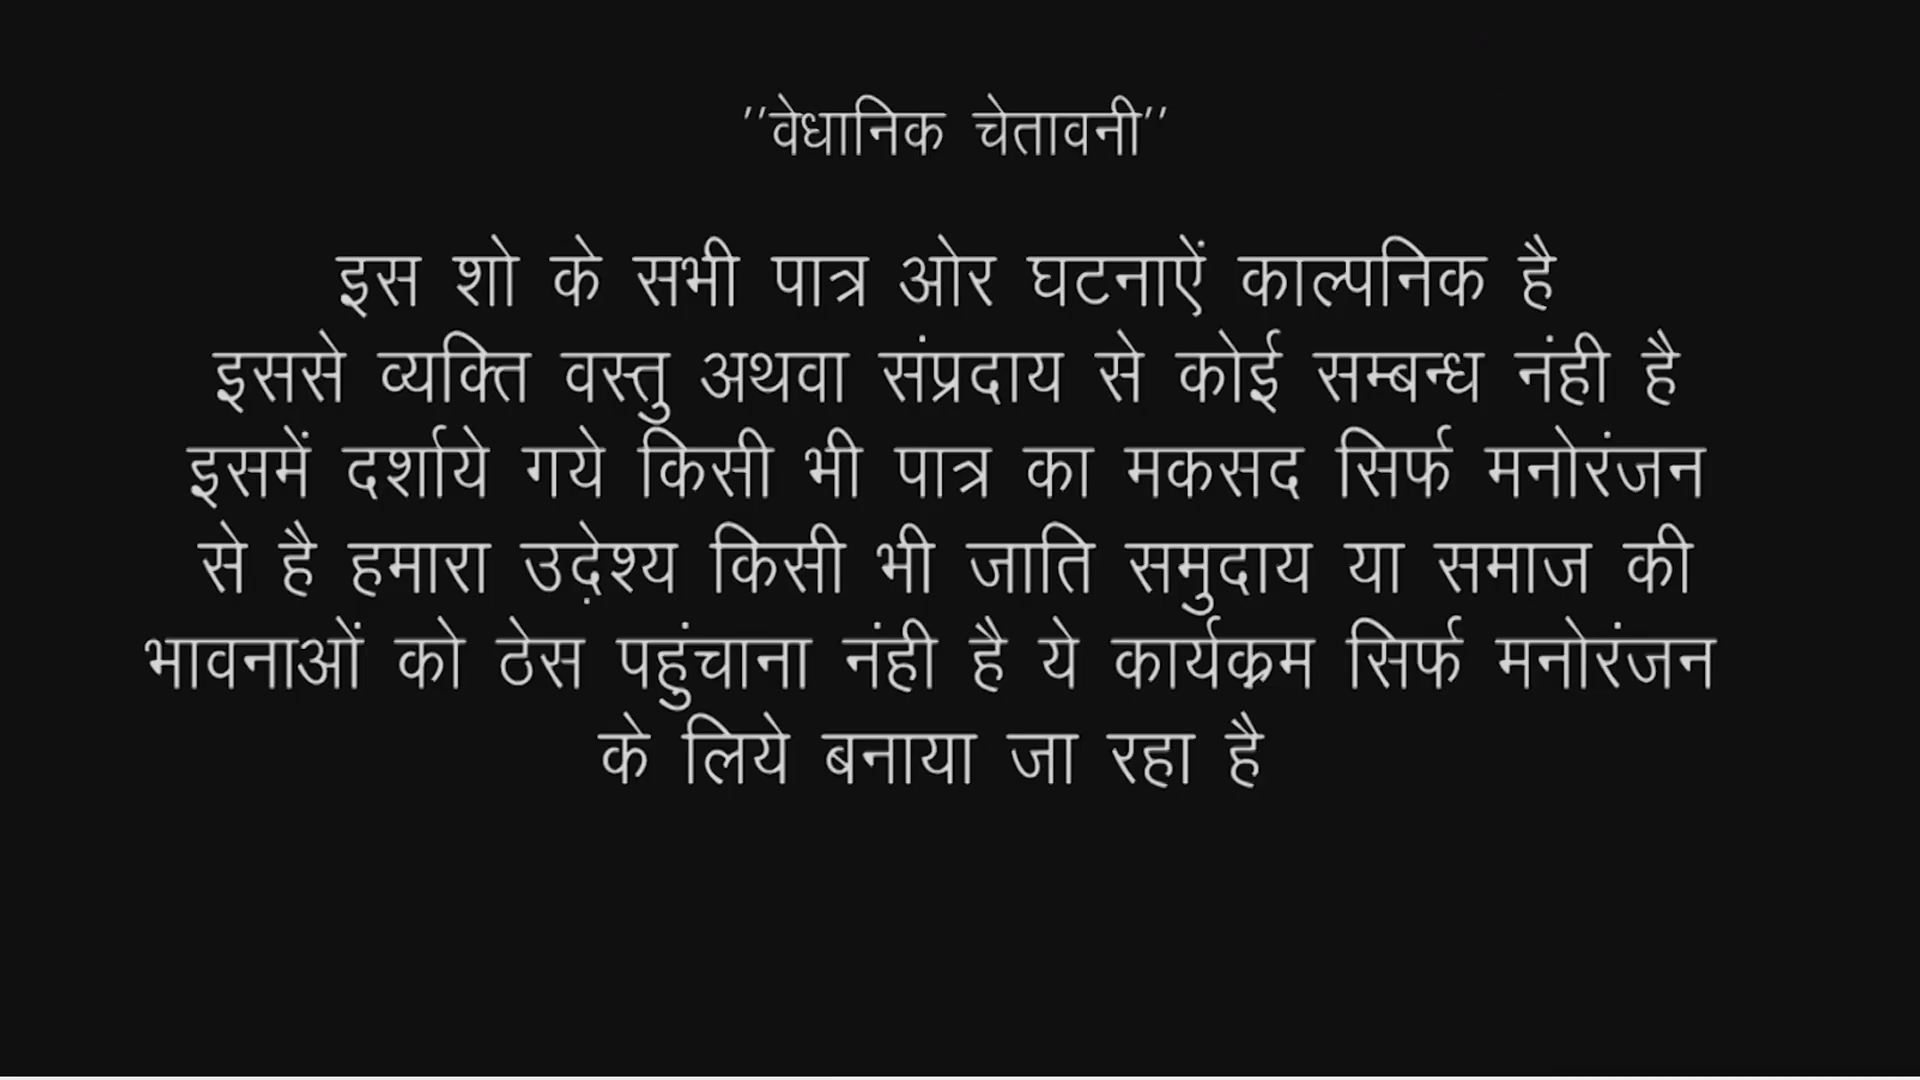 ''वेधानिक चेतावनी''
इस शो के सभी पात्र ओर घटनाऐं काल्पनिक है
इससे व्यक्ति वस्तु अथवा संप्रदाय से कोई सम्बन्ध नंही है
इसमें दर्शाये गये किसी भी पात्र का मकसद सिर्फ मनोरंजन
से है हमारा उद़ेश्य किसी भी जाति समुदाय या समाज की
भावनाओं को ठेस पहुंचाना नंही है ये कार्यक्रम सिर्फ मनोरंजन
के लिये बनाया जा रहा है